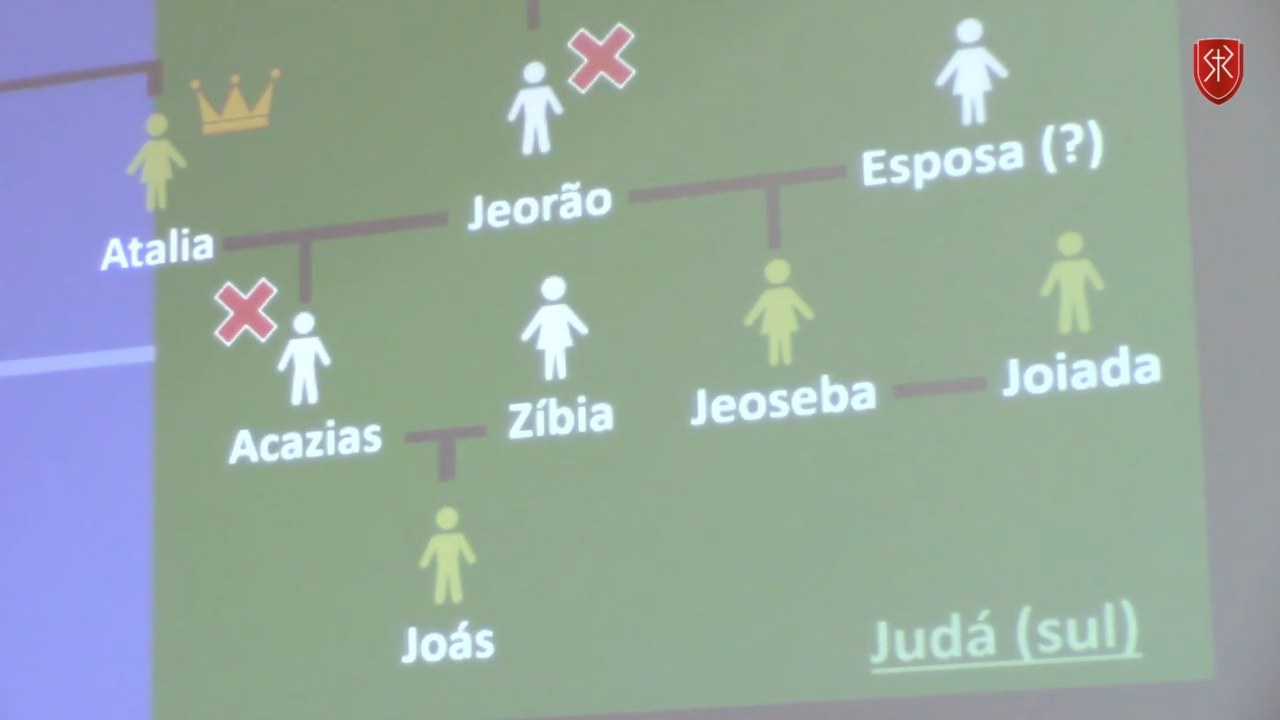 Esposa (?)
Jeorão
Atalia
Joiada
Jeoseba
Zíbia
Acazias
Joás
Judá (sul)